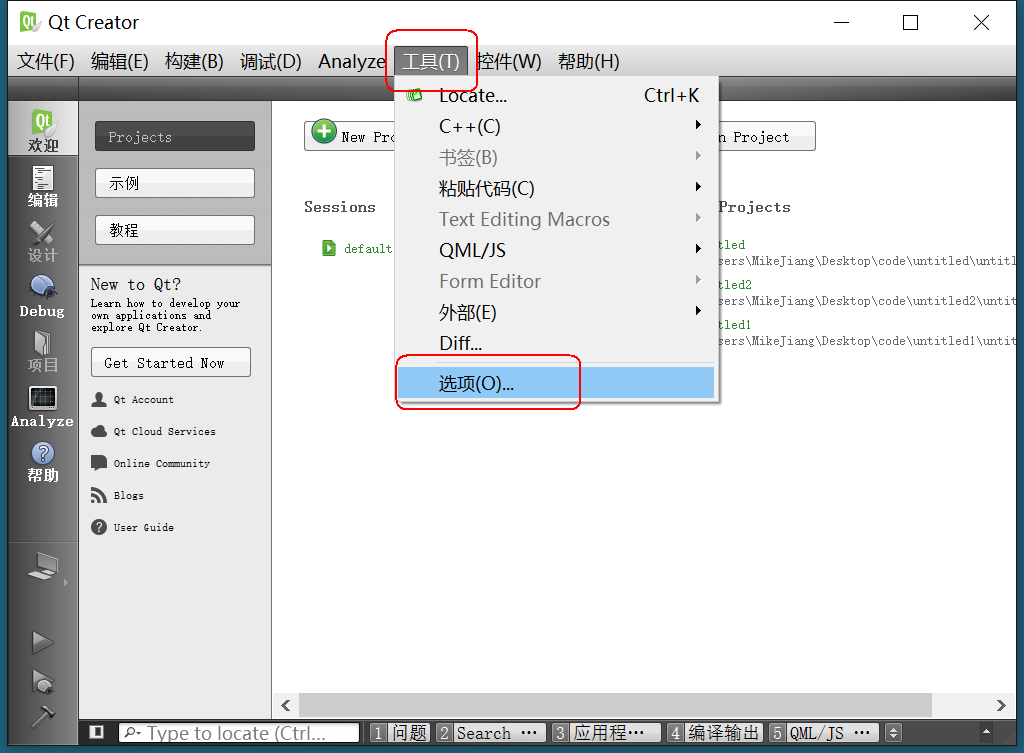 Qt Creator
文件(F) 编辑(E) 构建(B) 调试(D) Analyze 工具(T) 控件(W) 帮助(H)
Qt
欢迎
编辑
设计
Debug
项目
Analyze
帮助
Projects
示例
教程
New to Qt?
Learn how to develop your
own applications and
explore Qt Creator.
Get Started Now
Qt Account
Qt Cloud Services
Online Community
Blogs
User Guide
New Pro
n Project
Sessions
default
Projects
tled
sers\MikeJiang\Desktop\code\untitled\untitl
tled2
sers\MikeJiang\Desktop\code\untitled2\untit
tled1
sers\MikeJiang\Desktop\code\untitled1\untit
Locate... Ctrl+K
C++(C)
书签(B)
粘贴代码(C)
Text Editing Macros
QML/JS
Form Editor
外部(E)
Diff...
选项(O)...
Type to locate (Ctrl... 1 问题 2 Search ··· 3 应用程··· 4 编译输出 5 QML/JS ···